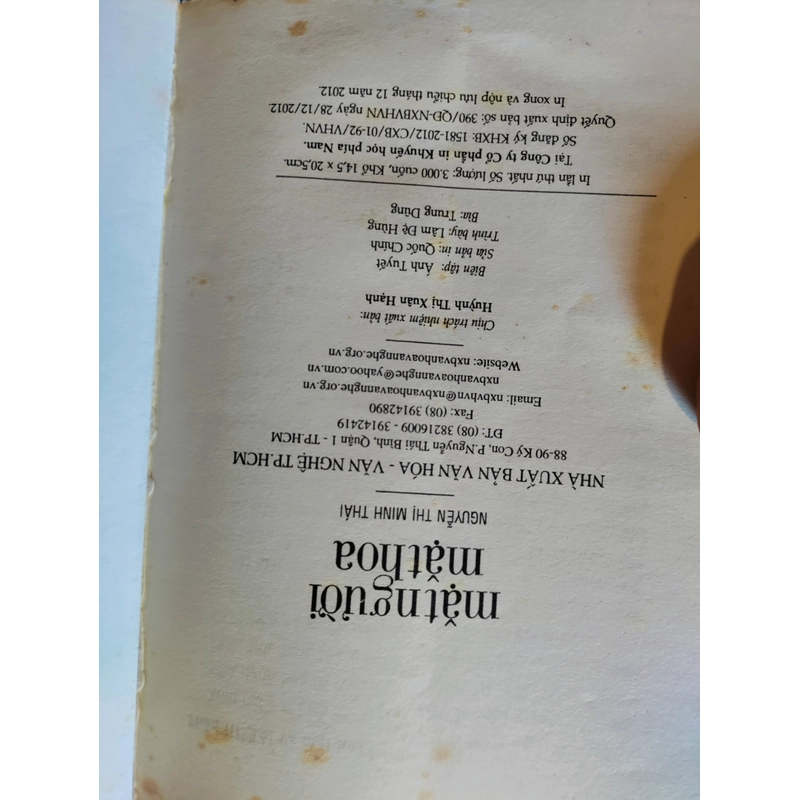 mặt người
mật hoa
NGUYỄN THỊ MINH THÁI
NHÀ XUẤT BẢN VĂN HÓA - VĂN NGHỆ TP.HCM
88-90 Ký Con, P.Nguyễn Thái Bình, Quận 1 - TP.HCM
ĐT: (08) 38216009 - 39142419
Fax: (08) 39142890
Email: nxbvhvn@nxbvanhoavannghe.org.vn
nxbvanhoavannghe@yahoo.com.vn
Website: nxbvanhoavannghe.org.vn
Chịu trách nhiệm xuất bản:
Huỳnh Thị Xuân Hạnh
Biên tập: Ánh Tuyết
Sửa bản in: Quốc Chính
Trình bày: Lâm Đệ Hùng
Bìa: Trung Dũng
In lần thứ nhất. Số lượng: 3.000 cuốn, Khổ 14,5 x 20,5cm.
Tại Công ty Cổ phần in Khuyến học phía Nam.
Số đăng ký KHXB: 1581-2012/CXB/01-92/VHVN.
Quyết định xuất bản số: 390/QĐ-NXBVHVN ngày 28/12/2012.
In xong và nộp lưu chiểu tháng 12 năm 2012.